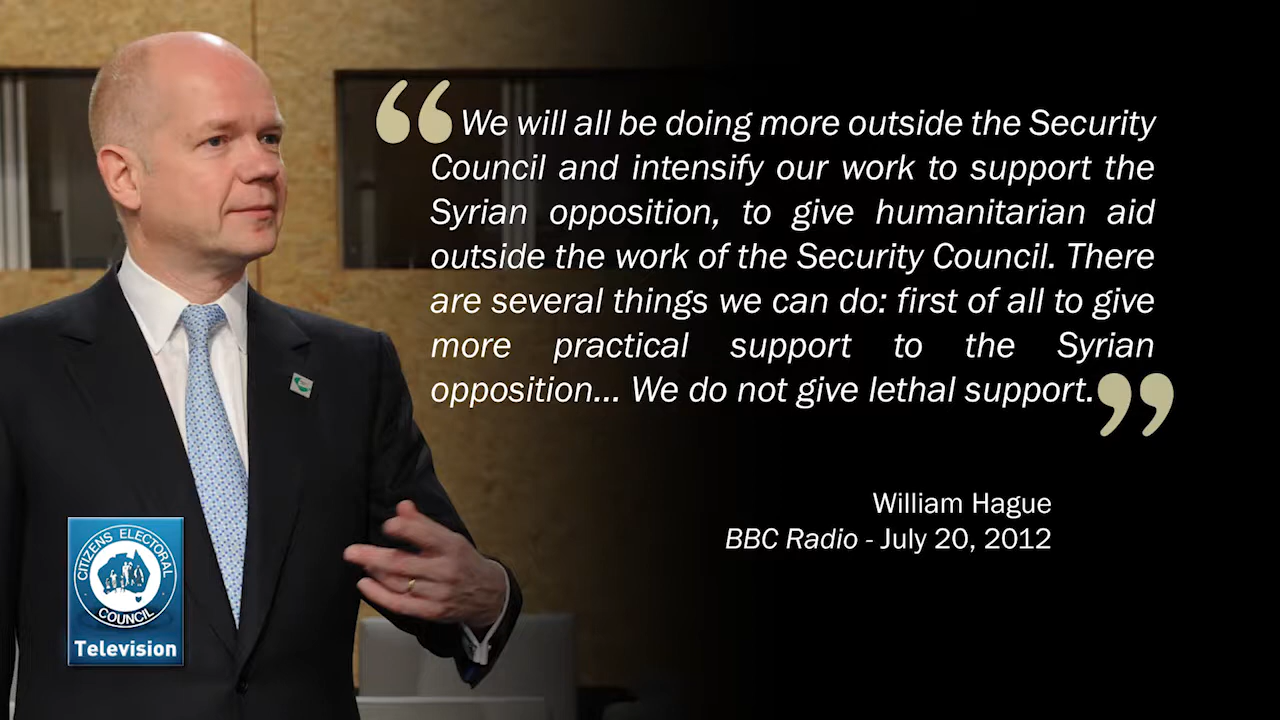 “We will all be doing more outside the Security
Council and intensify our work to support the
Syrian opposition, to give humanitarian aid
outside the work of the Security Council. There
are several things we can do: first of all to give
more practical support to the Syrian
opposition... We do not give lethal support.”
William Hague
BBC Radio - July 20, 2012
CITIZENS ELECTORAL
COUNCIL
Television